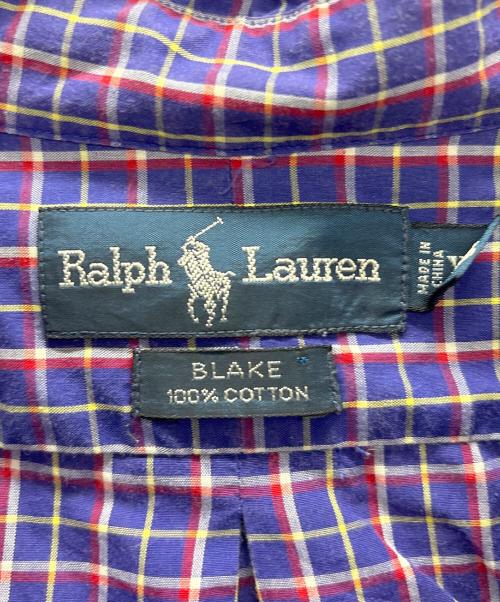 Ralph Lauren
MADE IN
CHINA
BLAKE
100% COTTON